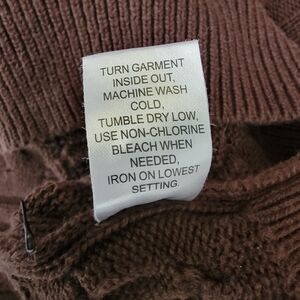 TURN GARMENT
INSIDE OUT,
MACHINE WASH
COLD,
TUMBLE DRY LOW,
USE NON-CHLORINE
BLEACH WHEN
NEEDED,
IRON ON LOWEST
SETTING.